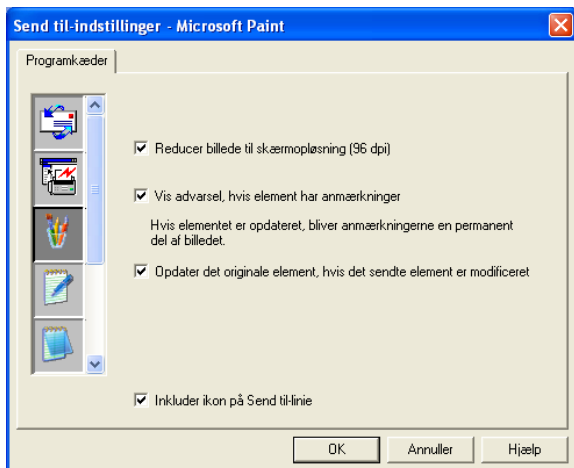 Send til-indstillinger - Microsoft Paint
Programkæder
Reducer billede til skærmopløsning (96 dpi)
Vis advarsel, hvis element har anmærkninger
Hvis elementet er opdateret, bliver anmærkningerne en permanent
del af billedet.
Opdater det originale element, hvis det sendte element er modificeret
Inkluder ikon på Send til-linie
OK
Annuller
Hjælp